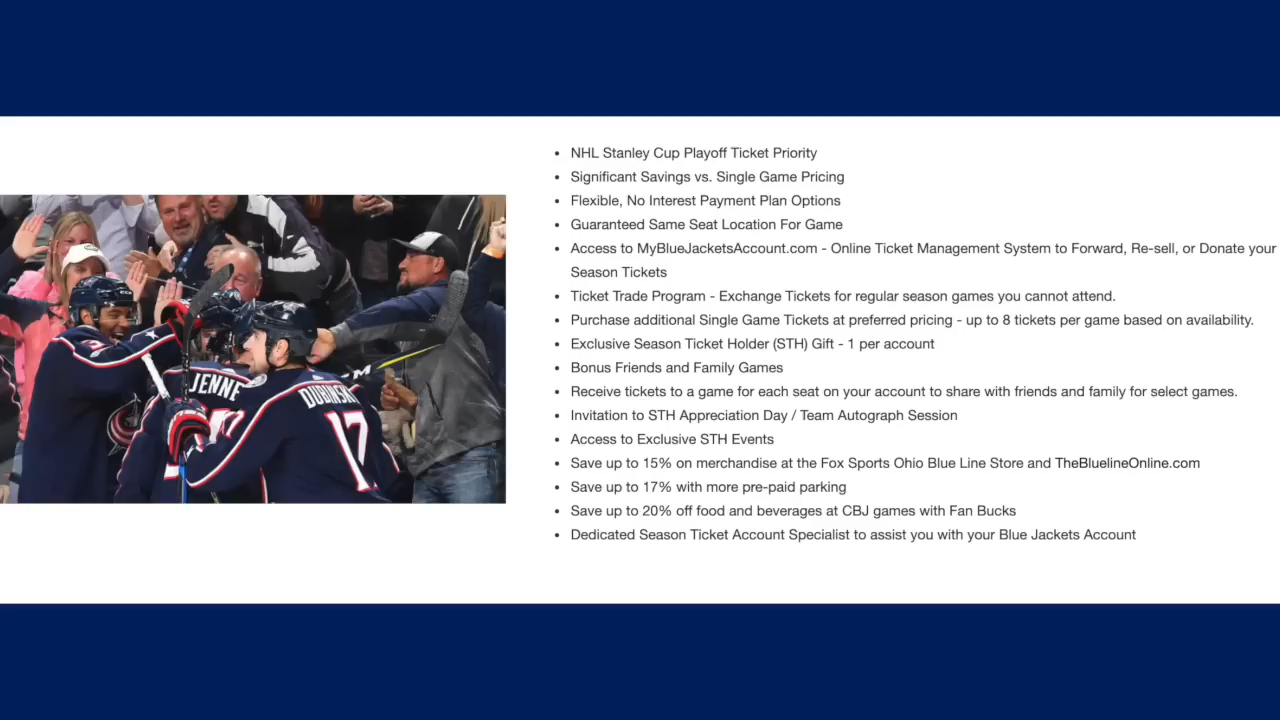 NHL Stanley Cup Playoff Ticket Priority
Significant Savings vs. Single Game Pricing
Flexible, No Interest Payment Plan Options
Guaranteed Same Seat Location For Game
Access to MyBlueJacketsAccount.com - Online Ticket Management System to Forward, Re-sell, or Donate your
Season Tickets
Ticket Trade Program - Exchange Tickets for regular season games you cannot attend.
Purchase additional Single Game Tickets at preferred pricing - up to 8 tickets per game based on availability.
Exclusive Season Ticket Holder (STH) Gift - 1 per account
Bonus Friends and Family Games
Receive tickets to a game for each seat on your account to share with friends and family for select games.
Invitation to STH Appreciation Day / Team Autograph Session
Access to Exclusive STH Events
Save up to 15% on merchandise at the Fox Sports Ohio Blue Line Store and TheBluelineOnline.com
Save up to 17% with more pre-paid parking
Save up to 20% off food and beverages at CBJ games with Fan Bucks
Dedicated Season Ticket Account Specialist to assist you with your Blue Jackets Account
JENNE
DUBINSK
17